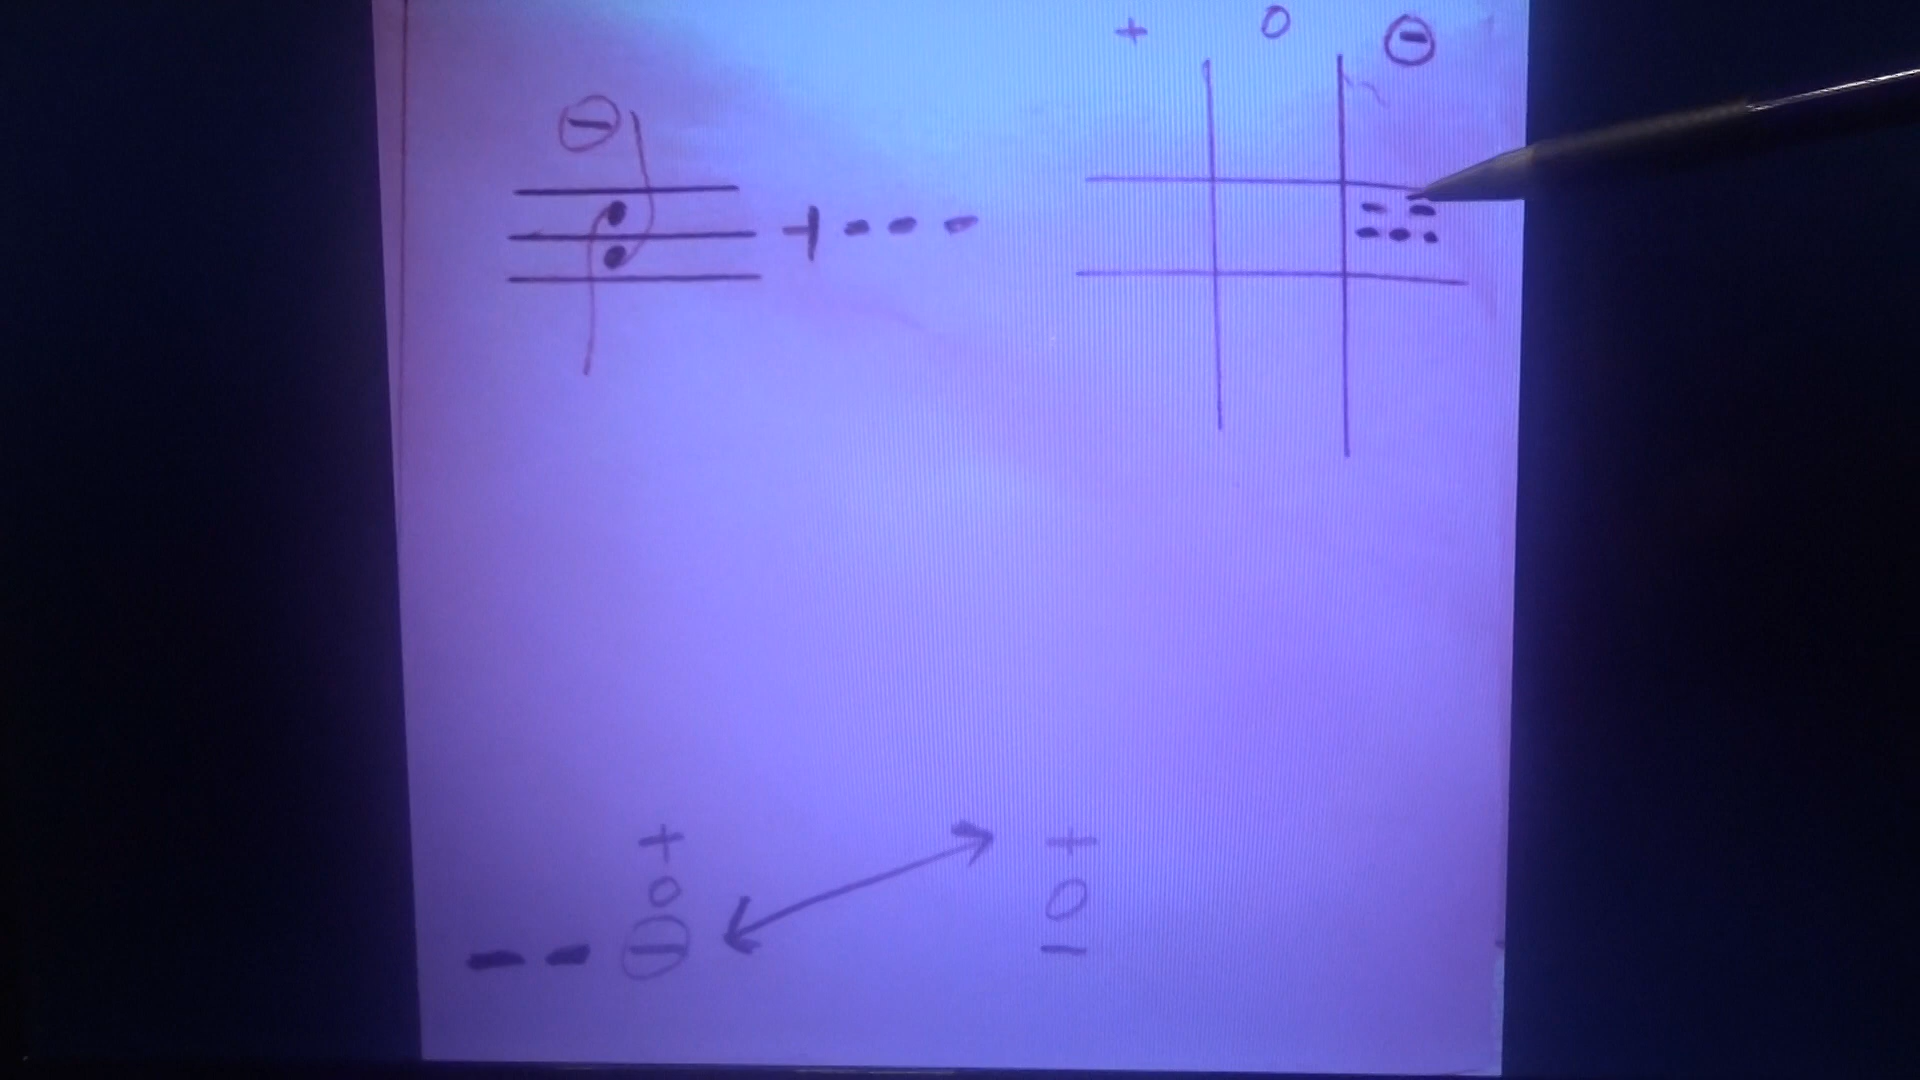 + 0 ⊖
⊖
+ - - -
+ +
0 0
- - ⊖ -